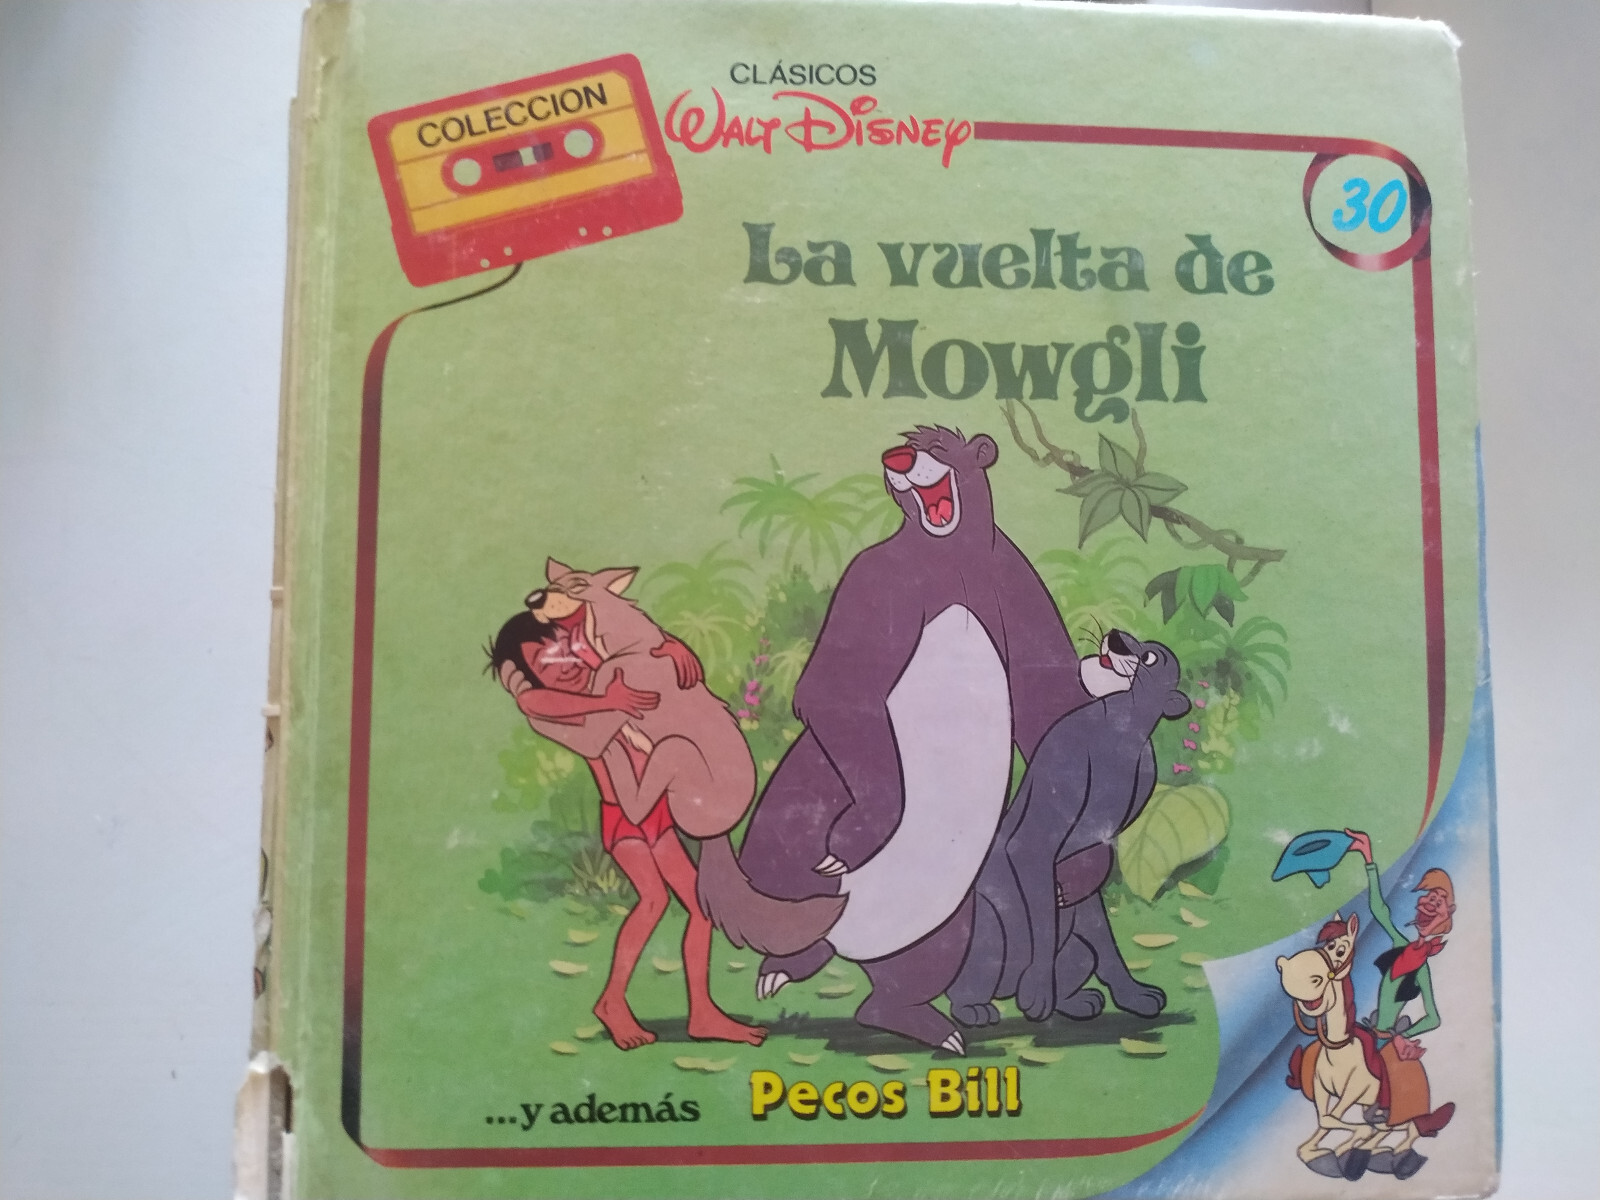 COLECCION
CLÁSICOS
WALT DISNEY
30
La vuelta de
Mowgli
...y además Pecos Bill